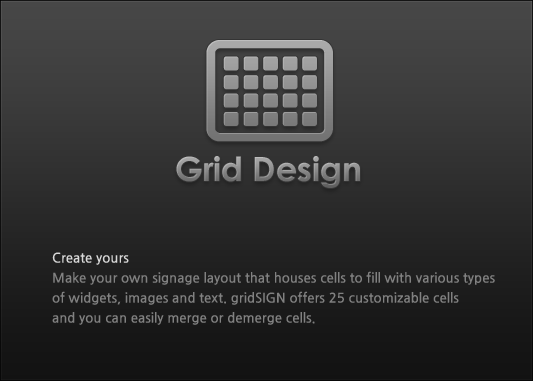 Grid Design
Create yours
Make your own signage layout that houses cells to fill with various types
of widgets, images and text. gridSIGN offers 25 customizable cells
and you can easily merge or demerge cells.